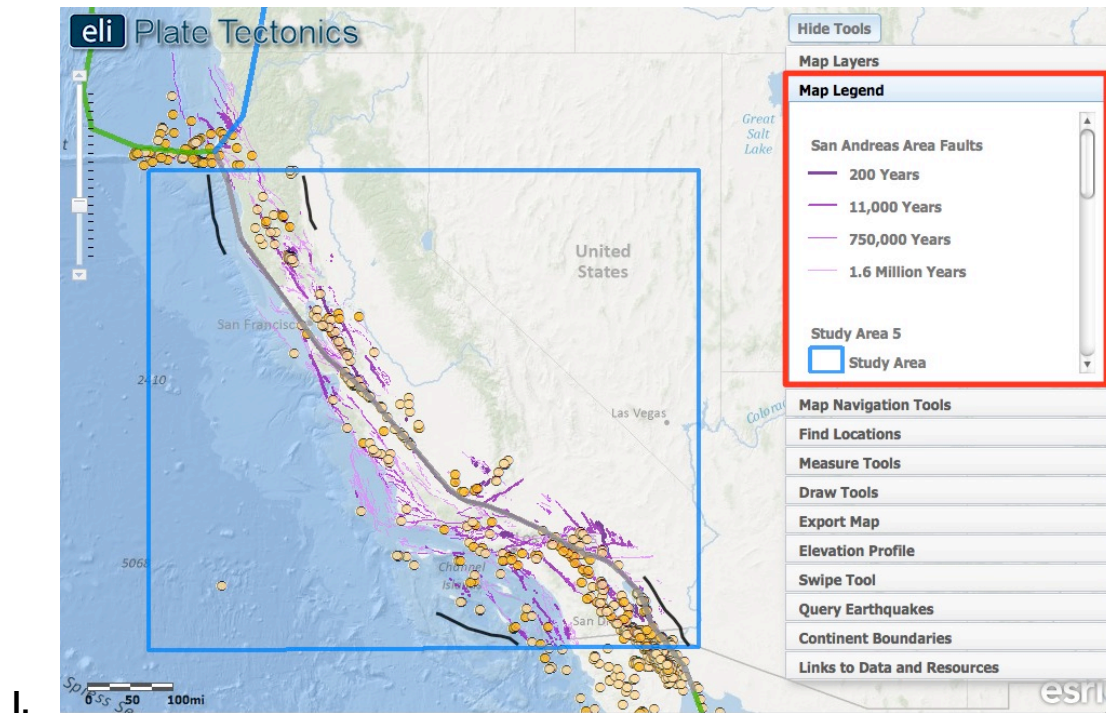 eli Plate Tectonics
Hide Tools
Map Layers
Map Legend
San Andreas Area Faults
200 Years
11,000 Years
750,000 Years
1.6 Million Years
Study Area 5
Study Area
Map Navigation Tools
Find Locations
Measure Tools
Draw Tools
Export Map
Elevation Profile
Swipe Tool
Query Earthquakes
Continent Boundaries
Links to Data and Resources
Great
Salt
Lake
United
States
San Francisco
Las Vegas
2410
5068
Channel
San
0 50 100mi
esri
I.